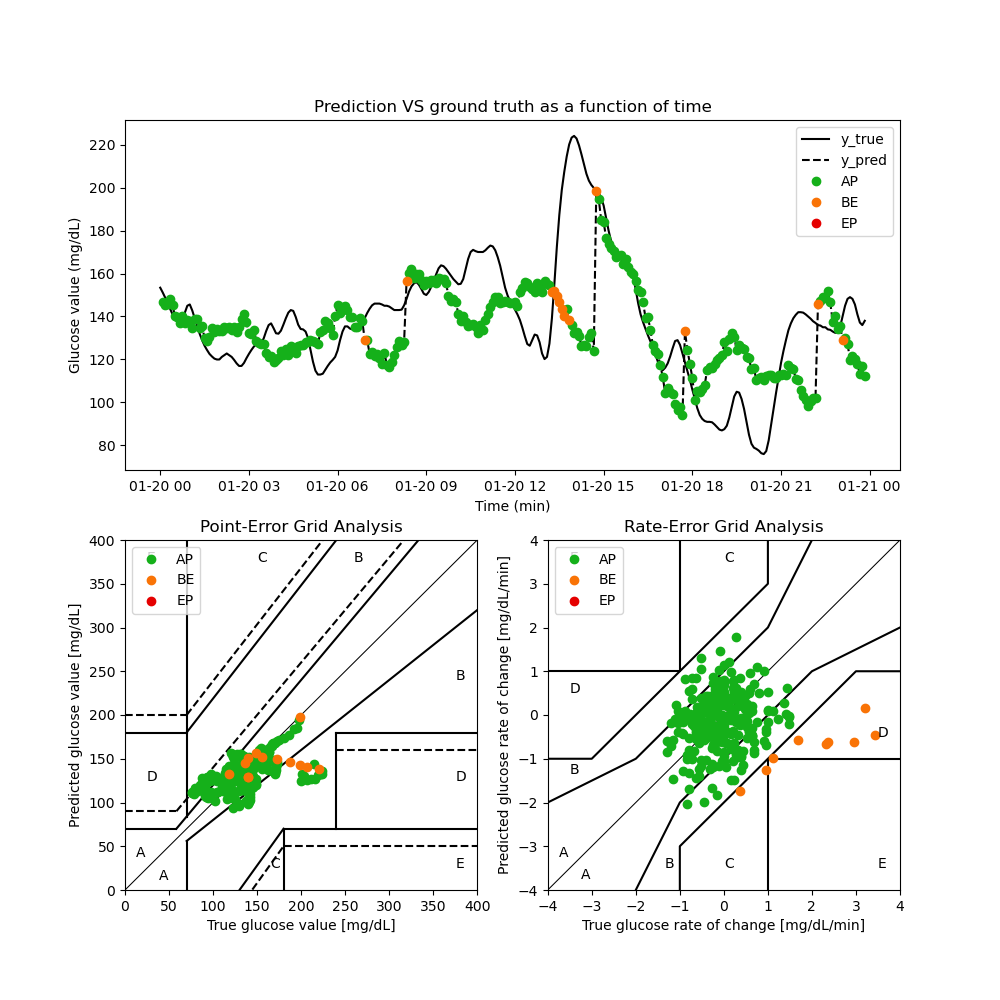 Prediction VS ground truth as a function of time
Glucose value (mg/dL)
220
200
180
160
140
120
100
80
y_true
y_pred
AP
BE
EP
01-20 00 01-20 03 01-20 06 01-20 09 01-20 12 01-20 15 01-20 18 01-20 21 01-21 00
Time (min)
Point-Error Grid Analysis
Predicted glucose value [mg/dL]
400
350
300
250
200
150
100
50
0
AP
BE
EP
C
B
B
D
D
A
A
C
E
0 50 100 150 200 250 300 350 400
True glucose value [mg/dL]
Rate-Error Grid Analysis
Predicted glucose rate of change [mg/dL/min]
4
3
2
1
0
−1
−2
−3
−4
AP
BE
EP
C
D
D
B
A
A
B
C
E
−4 −3 −2 −1 0 1 2 3 4
True glucose rate of change [mg/dL/min]